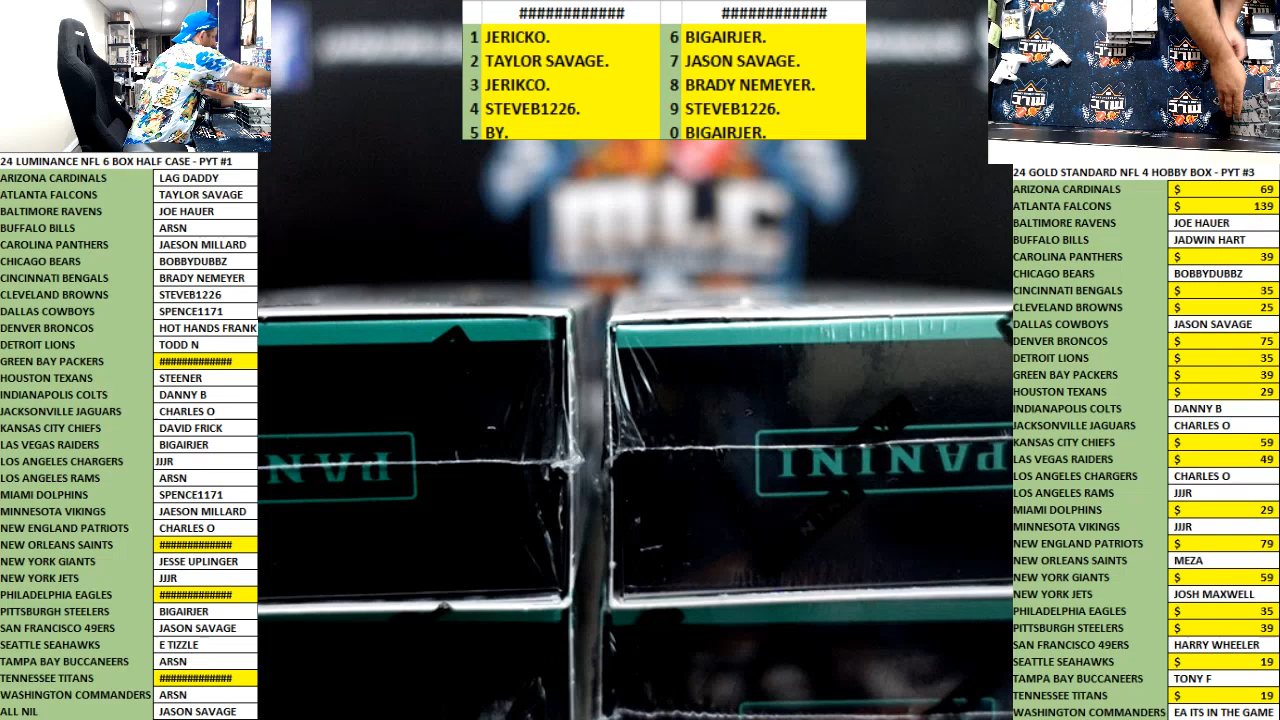 ############ ############
1 JERICKO. 6 BIGAIRJER.
2 TAYLOR SAVAGE. 7 JASON SAVAGE.
3 JERIKCO. 8 BRADY NEMEYER.
4 STEVEB1226. 9 STEVEB1226.
5 BY. 0 BIGAIRJER.
24 LUMINANCE NFL 6 BOX HALF CASE - PYT #1
ARIZONA CARDINALS LAG DADDY
ATLANTA FALCONS TAYLOR SAVAGE
BALTIMORE RAVENS JOE HAUER
BUFFALO BILLS ARSN
CAROLINA PANTHERS JAESON MILLARD
CHICAGO BEARS BOBBYDUBBZ
CINCINNATI BENGALS BRADY NEMEYER
CLEVELAND BROWNS STEVEB1226
DALLAS COWBOYS SPENCE1171
DENVER BRONCOS HOT HANDS FRANK
DETROIT LIONS TODD N
GREEN BAY PACKERS #############
HOUSTON TEXANS STEENER
INDIANAPOLIS COLTS DANNY B
JACKSONVILLE JAGUARS CHARLES O
KANSAS CITY CHIEFS DAVID FRICK
LAS VEGAS RAIDERS BIGAIRJER
LOS ANGELES CHARGERS JJJR
LOS ANGELES RAMS ARSN
MIAMI DOLPHINS SPENCE1171
MINNESOTA VIKINGS JAESON MILLARD
NEW ENGLAND PATRIOTS CHARLES O
NEW ORLEANS SAINTS #############
NEW YORK GIANTS JESSE UPLINGER
NEW YORK JETS JJJR
PHILADELPHIA EAGLES #############
PITTSBURGH STEELERS BIGAIRJER
SAN FRANCISCO 49ERS JASON SAVAGE
SEATTLE SEAHAWKS E TIZZLE
TAMPA BAY BUCCANEERS ARSN
TENNESSEE TITANS #############
WASHINGTON COMMANDERS ARSN
ALL NIL JASON SAVAGE
PANINI
24 GOLD STANDARD NFL 4 HOBBY BOX - PYT #3
ARIZONA CARDINALS $ 69
ATLANTA FALCONS $ 139
BALTIMORE RAVENS JOE HAUER
BUFFALO BILLS JADWIN HART
CAROLINA PANTHERS $ 39
CHICAGO BEARS BOBBYDUBBZ
CINCINNATI BENGALS $ 35
CLEVELAND BROWNS $ 25
DALLAS COWBOYS JASON SAVAGE
DENVER BRONCOS $ 75
DETROIT LIONS $ 35
GREEN BAY PACKERS $ 39
HOUSTON TEXANS $ 29
INDIANAPOLIS COLTS DANNY B
JACKSONVILLE JAGUARS CHARLES O
KANSAS CITY CHIEFS $ 59
LAS VEGAS RAIDERS $ 49
LOS ANGELES CHARGERS CHARLES O
LOS ANGELES RAMS JJJR
MIAMI DOLPHINS $ 29
MINNESOTA VIKINGS JJJR
NEW ENGLAND PATRIOTS $ 79
NEW ORLEANS SAINTS MEZA
NEW YORK GIANTS $ 59
NEW YORK JETS JOSH MAXWELL
PHILADELPHIA EAGLES $ 35
PITTSBURGH STEELERS $ 39
SAN FRANCISCO 49ERS HARRY WHEELER
SEATTLE SEAHAWKS $ 19
TAMPA BAY BUCCANEERS TONY F
TENNESSEE TITANS $ 19
WASHINGTON COMMANDERS EA ITS IN THE GAME